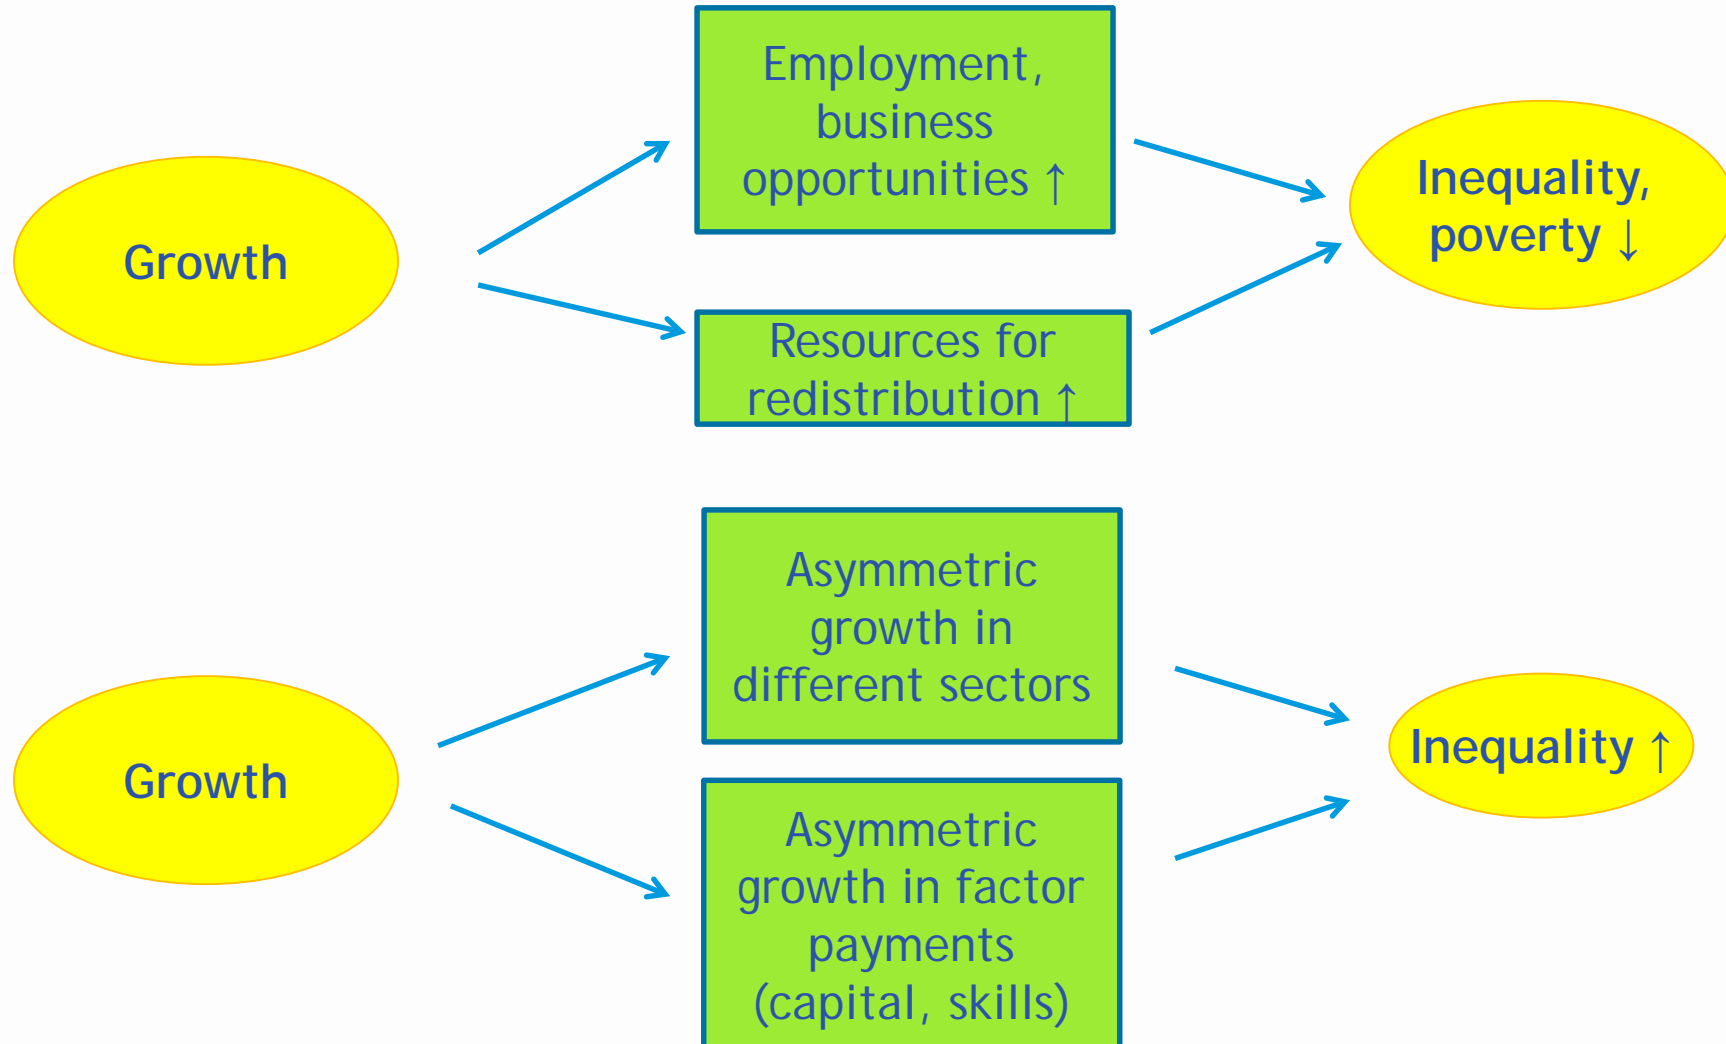 Growth
Employment,
business
opportunities ↑
Resources for
redistribution ↑
Inequality,
poverty ↓
Growth
Asymmetric
growth in
different sectors
Asymmetric
growth in factor
payments
(capital, skills)
Inequality ↑